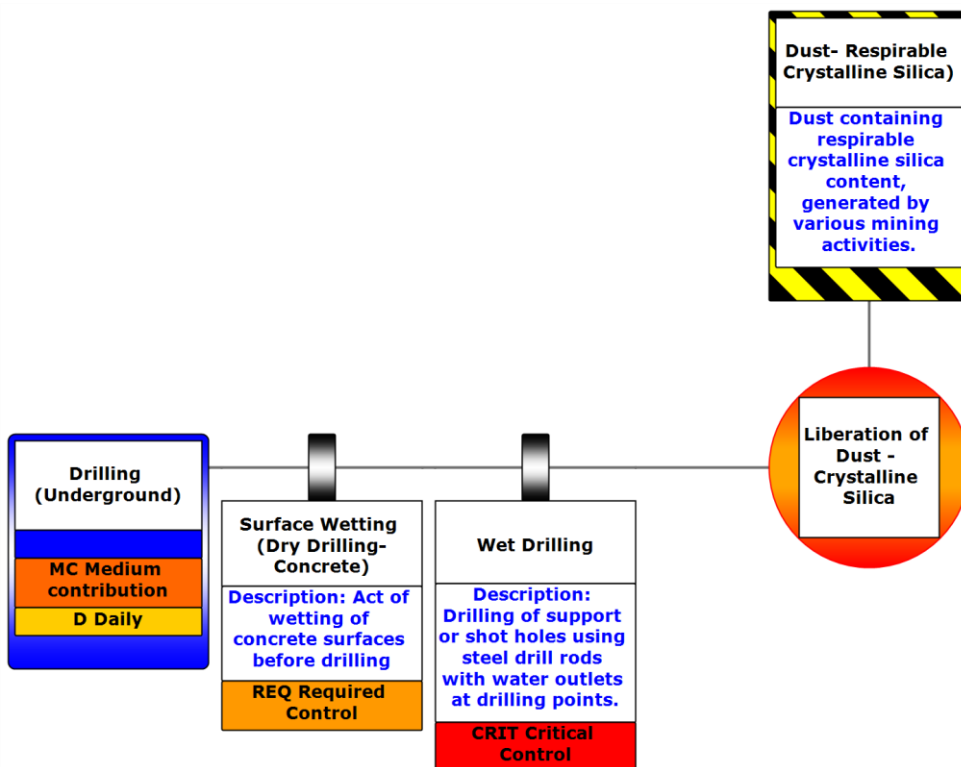 Dust- Respirable
Crystalline Silica)
Dust containing
respirable
crystalline silica
content,
generated by
various mining
activities.
Liberation of
Dust -
Crystalline
Silica
Drilling
(Underground)
MC Medium
contribution
D Daily
Surface Wetting
(Dry Drilling-
Concrete)
Description: Act of
wetting of
concrete surfaces
before drilling
REQ Required
Control
Wet Drilling
Description:
Drilling of support
or shot holes using
steel drill rods
with water outlets
at drilling points.
CRIT Critical
Control